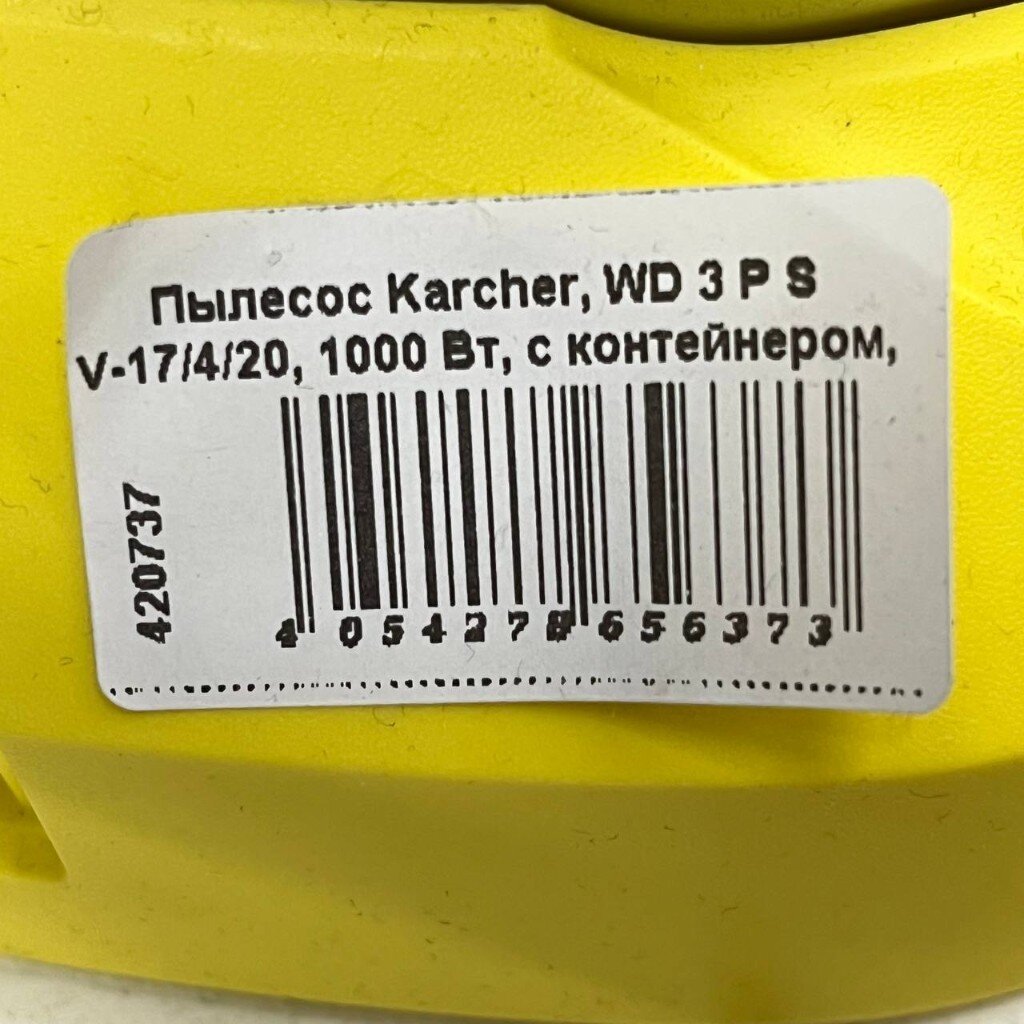 Пылесос Karcher, WD 3 P S
V-17/4/20, 1000 Вт, с контейнером,
420737
4 054278 656373